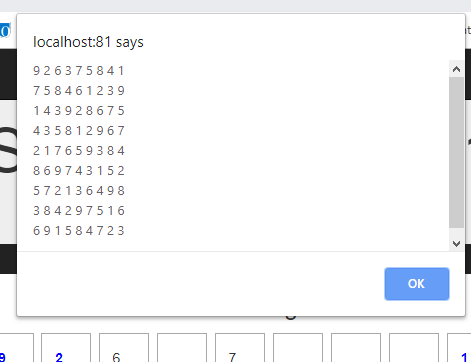 localhost:81 says
9 2 6 3 7 5 8 4 1
7 5 8 4 6 1 2 3 9
1 4 3 9 2 8 6 7 5
4 3 5 8 1 2 9 6 7
2 1 7 6 5 9 3 8 4
8 6 9 7 4 3 1 5 2
5 7 2 1 3 6 4 9 8
3 8 4 2 9 7 5 1 6
6 9 1 5 8 4 7 2 3
OK
9 2 6 7 1